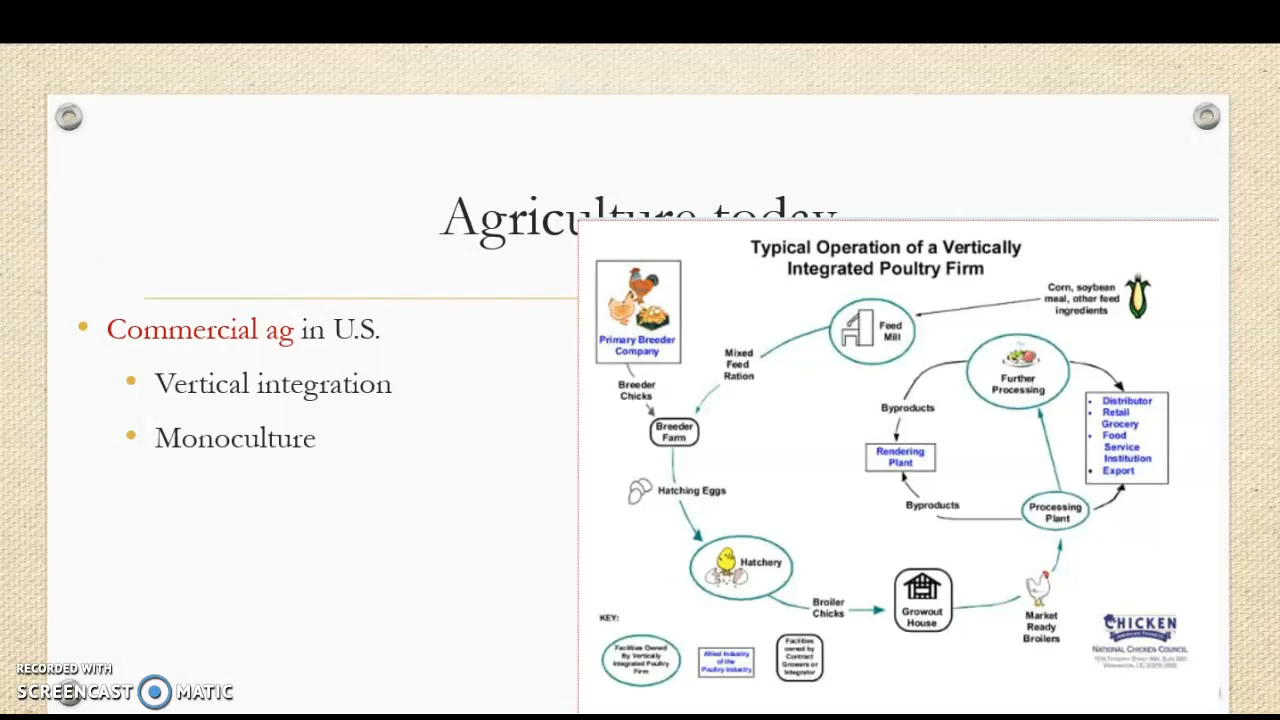 Agriculture today
Commercial ag in U.S.
Vertical integration
Monoculture
Typical Operation of a Vertically
Integrated Poultry Firm
Primary Breeder
Company
Breeder
Chicks
Breeder
Farm
Hatching Eggs
Hatchery
Broiler
Chicks
Growout
House
Market
Ready
Broilers
Processing
Plant
Byproducts
Rendering
Plant
Byproducts
Further
Processing
Distributor
Retail
Grocery
Food
Service
Institution
Export
Corn, soybean
meal, other feed
ingredients
Feed
Mill
Mixed
Feed
Ration
KEY:
Facilities Owned
By Vertically
Integrated Poultry
Firm
Allied Industry
of the
Poultry Industry
Facilities
owned by
Contract
Growers or
Integrator
CHICKEN
NATIONAL CHICKEN COUNCIL
RECORDED WITH
SCREENCAST MATIC